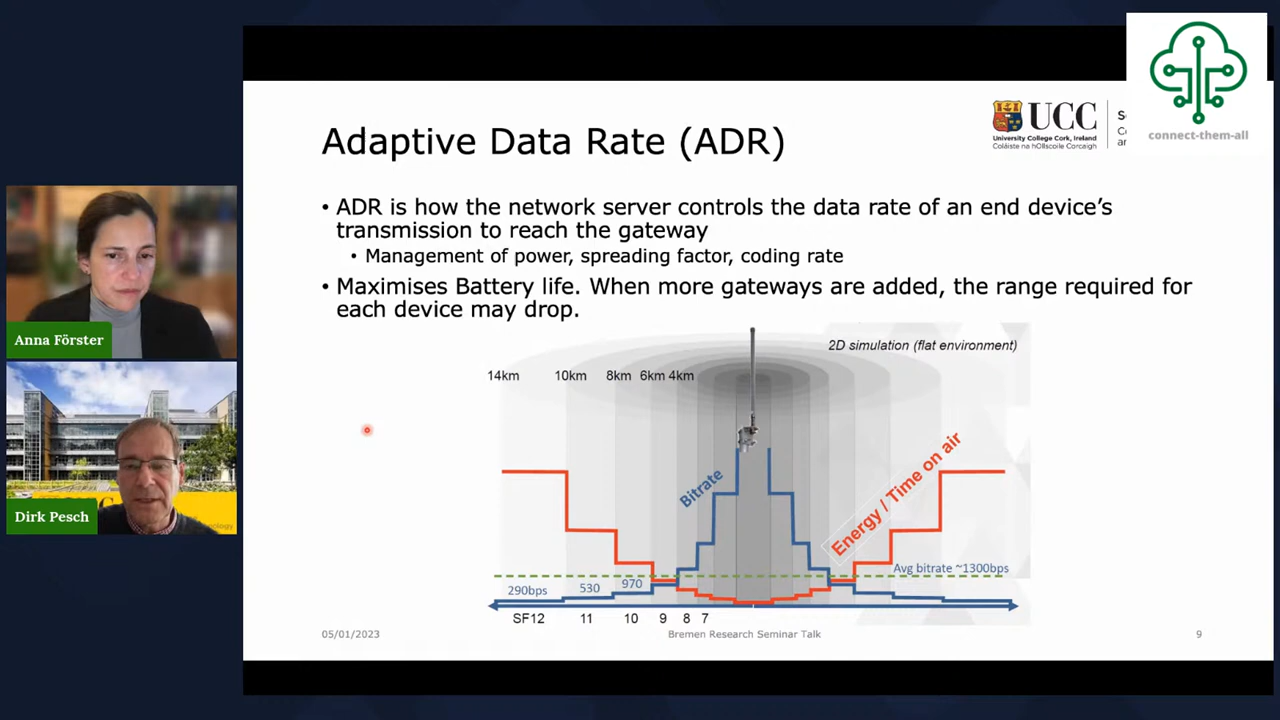 connect-them-all
UCC
University College Cork, Ireland
Coláiste na hOllscoile Corcaigh
Adaptive Data Rate (ADR)
• ADR is how the network server controls the data rate of an end device's
transmission to reach the gateway
• Management of power, spreading factor, coding rate
• Maximises Battery life. When more gateways are added, the range required for
each device may drop.
2D simulation (flat environment)
14km 10km 8km 6km 4km
Bitrate
Energy / Time on air
Avg bitrate ~1300bps
290bps 530 970
SF12 11 10 9 8 7
05/01/2023 Bremen Research Seminar Talk 9
Anna Förster
Dirk Pesch